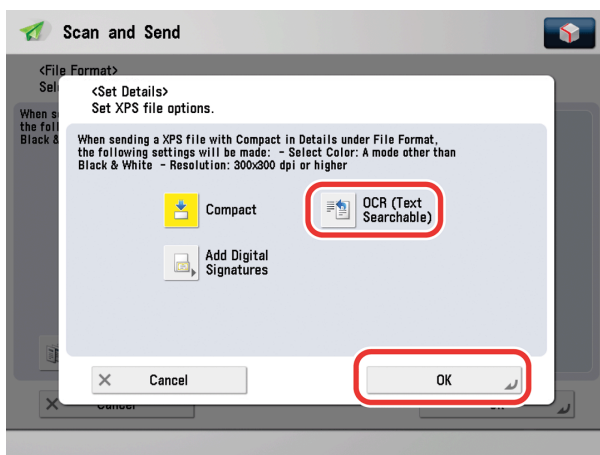 Scan and Send
<File Format>
Sel
<Set Details>
Set XPS file options.
When s
the foll
Black &
When sending a XPS file with Compact in Details under File Format,
the following settings will be made: - Select Color: A mode other than
Black & White - Resolution: 300x300 dpi or higher
Compact
OCR (Text
Searchable)
Add Digital
Signatures
Cancel
OK
Cancel
OK